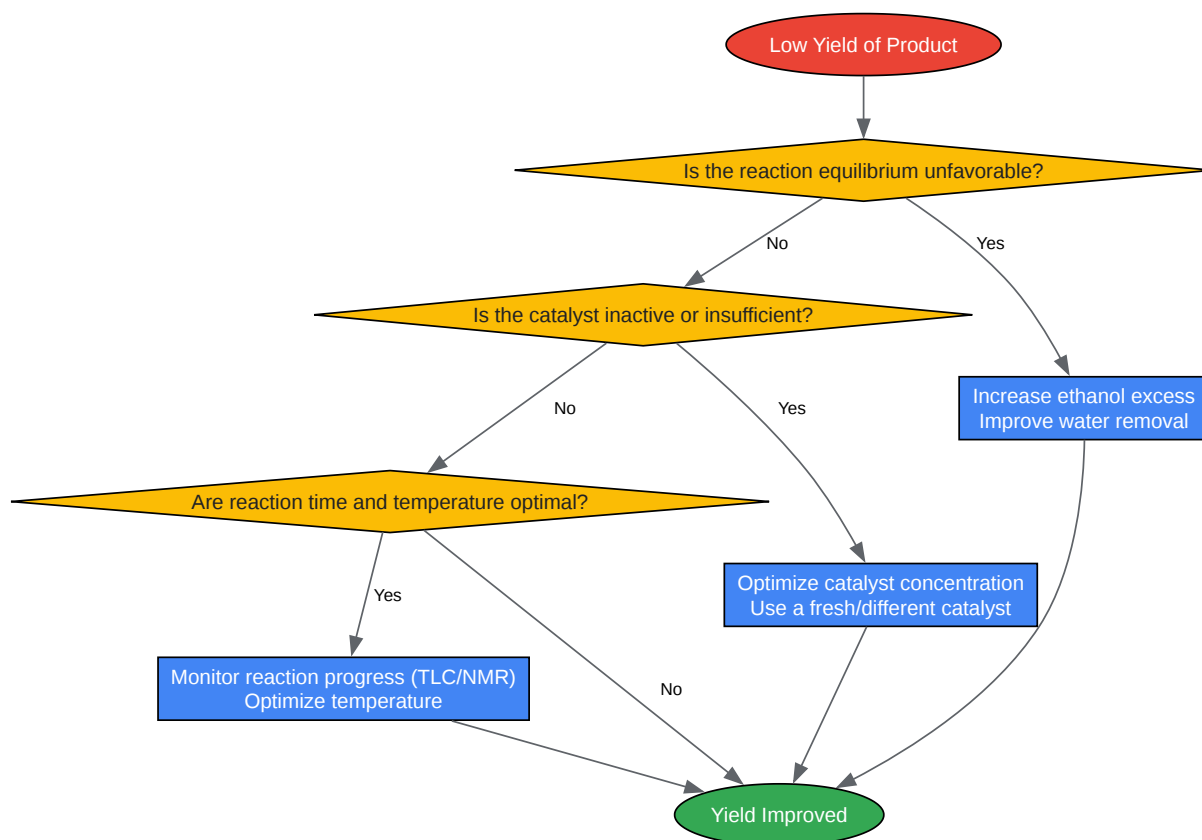 Low Yield of Product
Is the reaction equilibrium unfavorable?
No
Yes
Is the catalyst inactive or insufficient?
Increase ethanol excess
Improve water removal
No
Yes
Are reaction time and temperature optimal?
Optimize catalyst concentration
Use a fresh/different catalyst
Yes
Monitor reaction progress (TLC/NMR)
Optimize temperature
No
Yield Improved